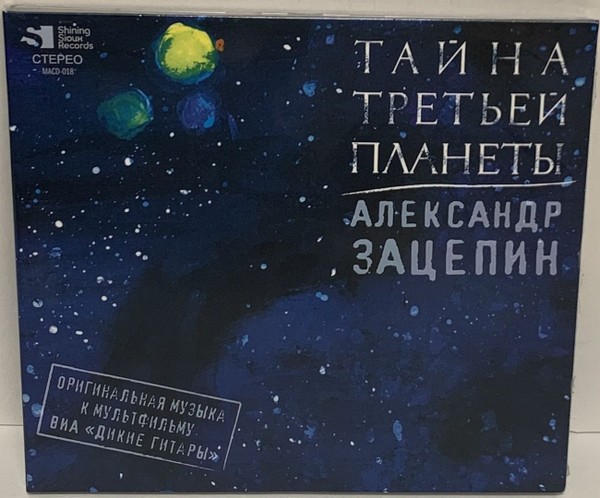 Shining
Sioux
Records
СТЕРЕО
MACD-018
ТАЙНА
ТРЕТЬЕЙ
ПЛАНЕТЫ
АЛЕКСАНДР
ЗАЦЕПИН
ОРИГИНАЛЬНАЯ МУЗЫКА
К МУЛЬТФИЛЬМУ
ВИА «ДИКИЕ ГИТАРЫ»